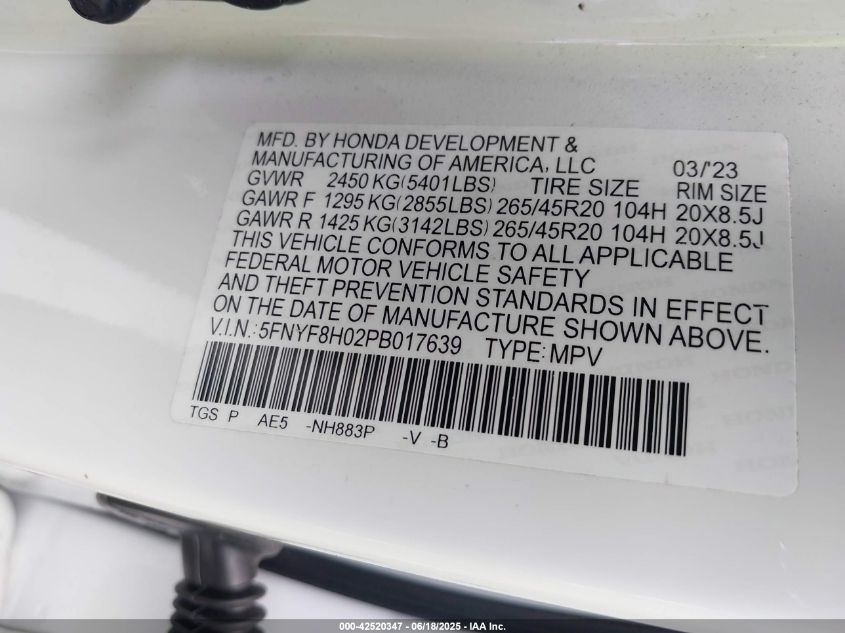 MFD. BY HONDA DEVELOPMENT &
MANUFACTURING OF AMERICA, LLC 03/'23
GVWR 2450 KG(5401LBS) TIRE SIZE RIM SIZE
GAWR F 1295 KG(2855LBS) 265/45R20 104H 20X8.5J
GAWR R 1425 KG(3142LBS) 265/45R20 104H 20X8.5J
THIS VEHICLE CONFORMS TO ALL APPLICABLE
FEDERAL MOTOR VEHICLE SAFETY
AND THEFT PREVENTION STANDARDS IN EFFECT
ON THE DATE OF MANUFACTURE SHOWN ABOVE.
V.I.N.:5FNYF8H02PB017639 TYPE:MPV
TGS P AE5 -NH883P -V -B
000-42520347 - 06/18/2025 - IAA Inc.